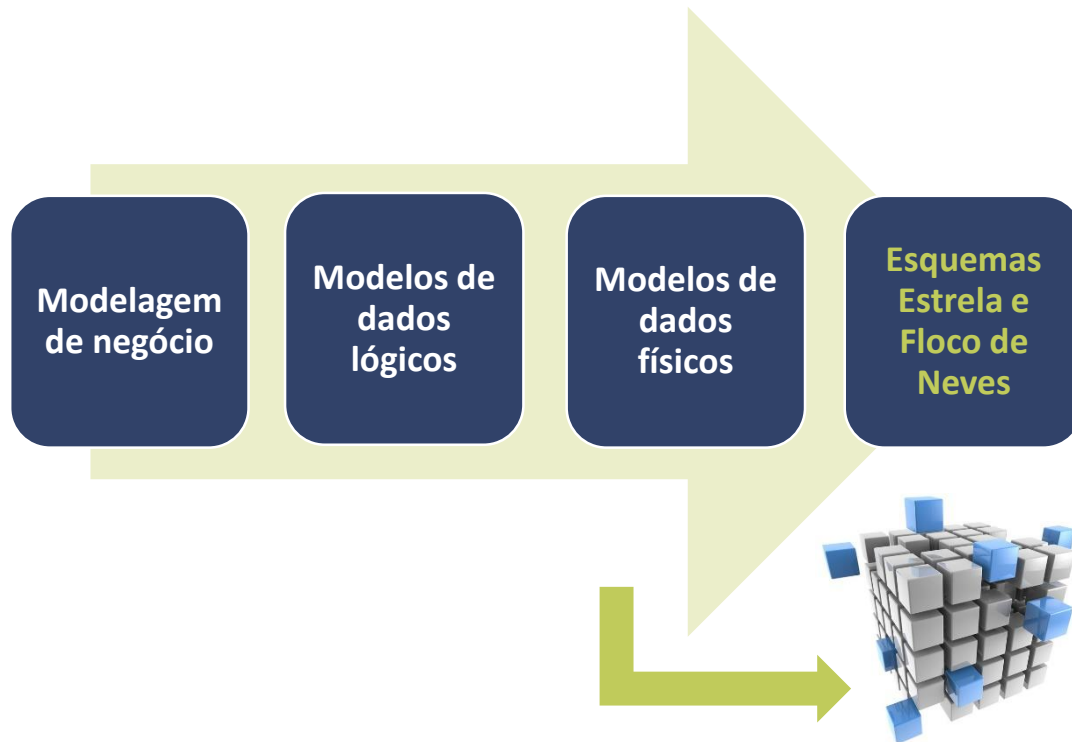 Modelagem
de negócio
Modelos de
dados
lógicos
Modelos de
dados
físicos
Esquemas
Estrela e
Floco de
Neves